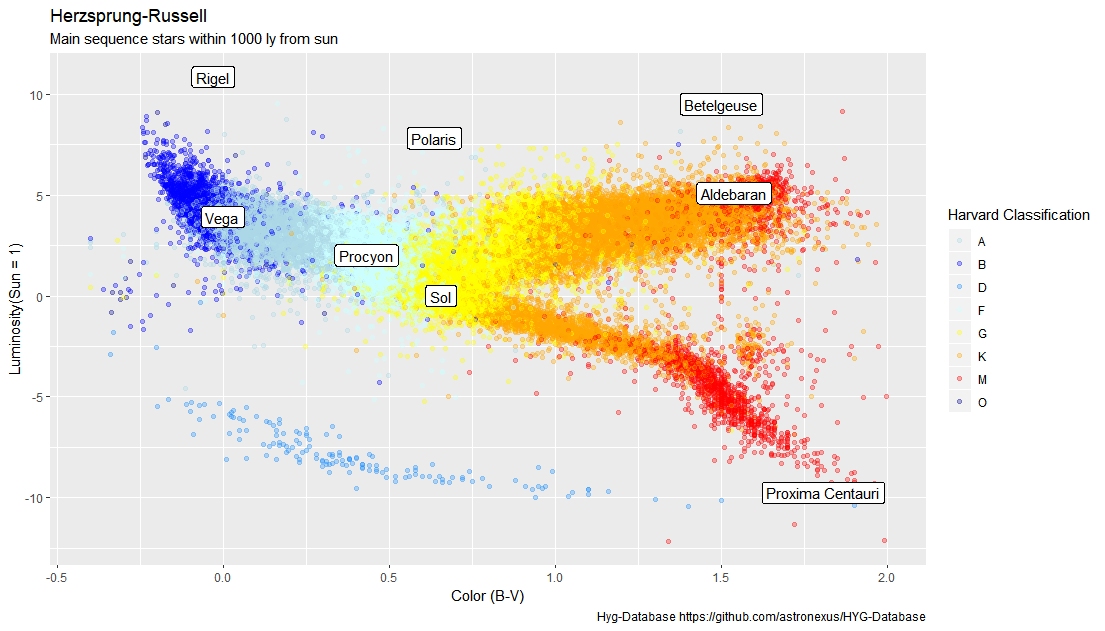 Herzsprung-Russell
Main sequence stars within 1000 ly from sun
Rigel
Betelgeuse
Polaris
Aldebaran
Vega
Procyon
Sol
Proxima Centauri
Luminosity(Sun = 1)
10
5
0
-5
-10
-0.5 0.0 0.5 1.0 1.5 2.0
Color (B-V)
Harvard Classification
A
B
D
F
G
K
M
O
Hyg-Database https://github.com/astronexus/HYG-Database